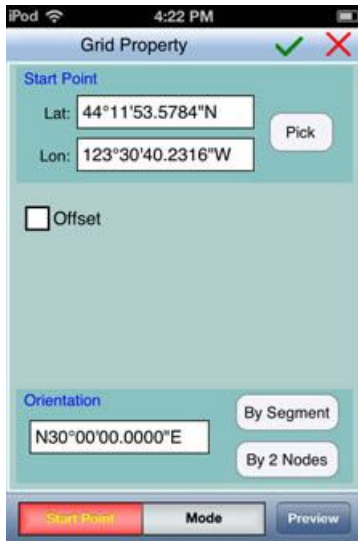 iPod 4:22 PM
Grid Property
Start Point
Lat: 44°11'53.5784"N
Pick
Lon: 123°30'40.2316"W
Offset
Orientation
By Segment
N30°00'00.0000"E
By 2 Nodes
Start Point Mode Preview